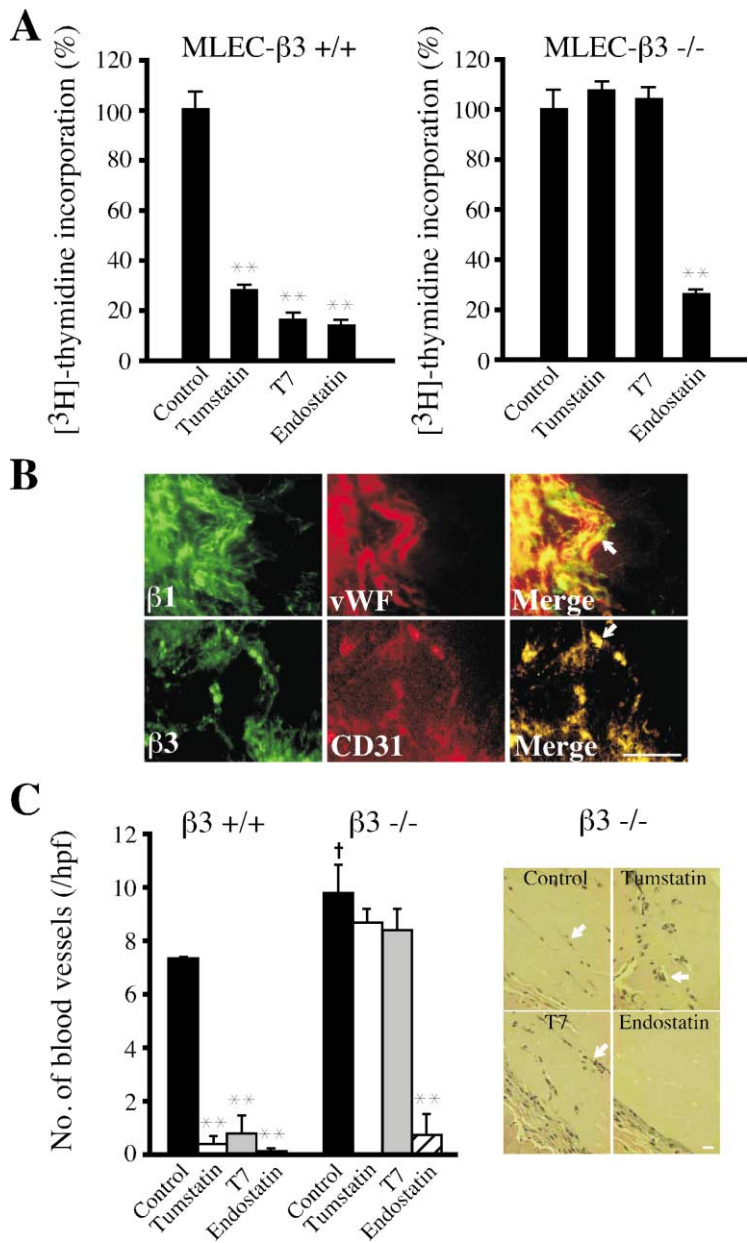 A
MLEC-β3 +/+
[³H]-thymidine incorporation (%)
120
100
80
60
40
20
0
**
**
**
Control
Tumstatin
T7
Endostatin
MLEC-β3 -/-
[³H]-thymidine incorporation (%)
120
100
80
60
40
20
0
**
Control
Tumstatin
T7
Endostatin
B
β1
vWF
Merge
β3
CD31
Merge
C
β3 +/+
β3 -/-
No. of blood vessels (/hpf)
12
10
8
6
4
2
0
**
**
**
†
**
Control
Tumstatin
T7
Endostatin
Control
Tumstatin
T7
Endostatin
β3 -/-
Control
Tumstatin
T7
Endostatin